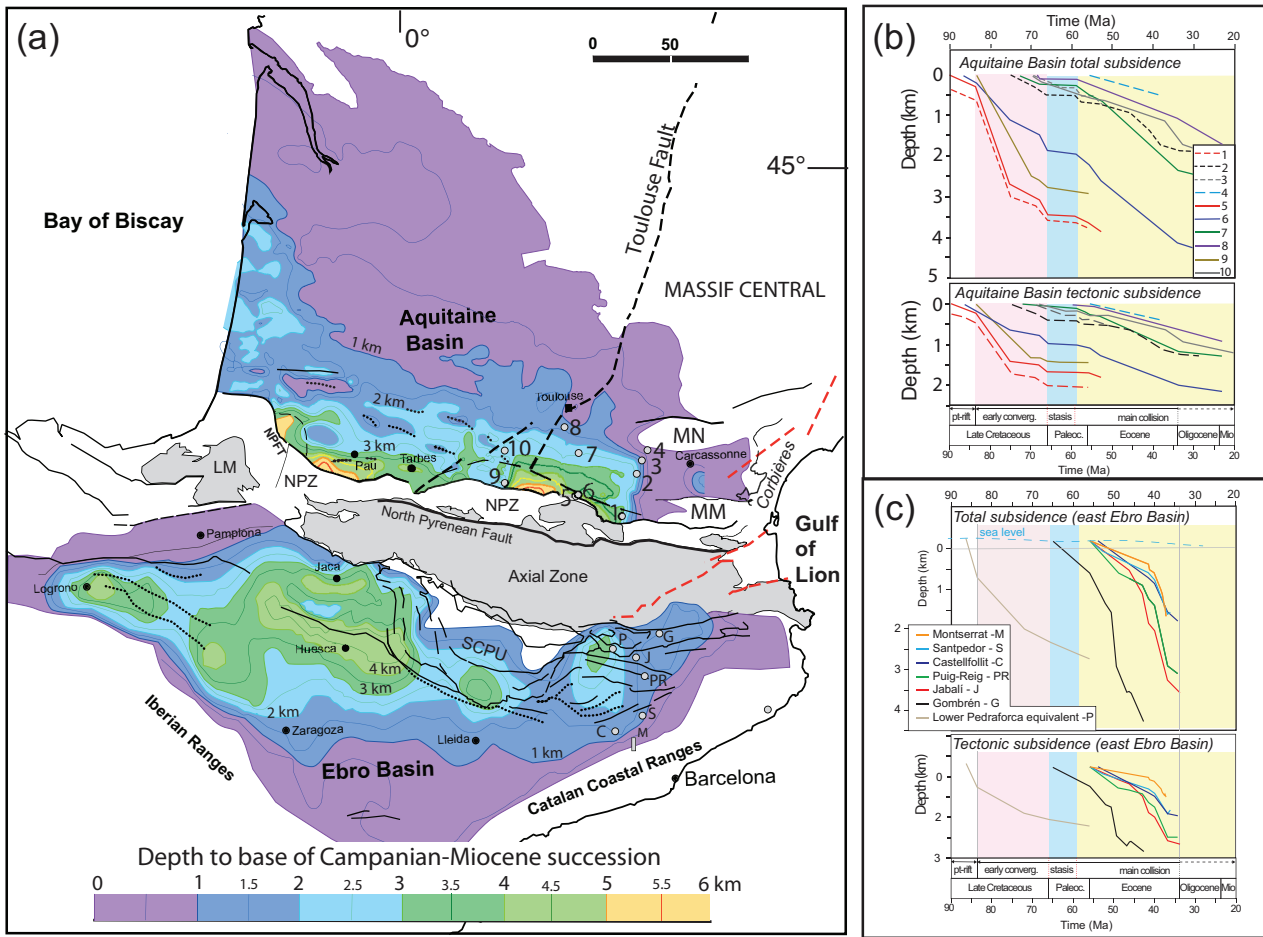 (a)
0°
0 50
45°
Bay of Biscay
Toulouse Fault
MASSIF CENTRAL
Aquitaine
Basin
1 km
2 km
3 km
Toulouse
8
10
7
9
5
6
4
3
2
1
MN
Carcassonne
MM
Corbières
NPFT
Pau
Tarbes
LM
NPZ
NPZ
North Pyrenean Fault
Axial Zone
Gulf
of
Lion
Pamplona
Logrono
Jaca
Huesca
SCPU
P
G
J
PR
S
C
M
4 km
3 km
2 km
1 km
Zaragoza
Lleida
Iberian Ranges
Ebro Basin
Catalan Coastal Ranges
Barcelona
Depth to base of Campanian-Miocene succession
0 1 1.5 2 2.5 3 3.5 4 4.5 5 5.5 6 km
(b)
Time (Ma)
90 80 70 60 50 40 30 20
Aquitaine Basin total subsidence
Depth (km)
0
1
2
3
4
5
1
2
3
4
5
6
7
8
9
10
Aquitaine Basin tectonic subsidence
Depth (km)
0
1
2
pt-rift early converg. stasis main collision
Late Cretaceous Paleoc. Eocene Oligocene Mio
90 80 70 60 50 40 30 20
Time (Ma)
(c)
90 80 70 60 50 40 30 20
Total subsidence (east Ebro Basin)
sea level
Depth (km)
0
1
2
3
4
Montserrat -M
Santpedor - S
Castellfollit -C
Puig-Reig - PR
Jabalí - J
Gombrén - G
Lower Pedraforca equivalent -P
Tectonic subsidence (east Ebro Basin)
Depth(km)
0
1
2
3
pt-rift early converg. stasis main collision
Late Cretaceous Paleoc. Eocene Oligocene Mio
90 80 70 60 50 40 30 20
Time (Ma)